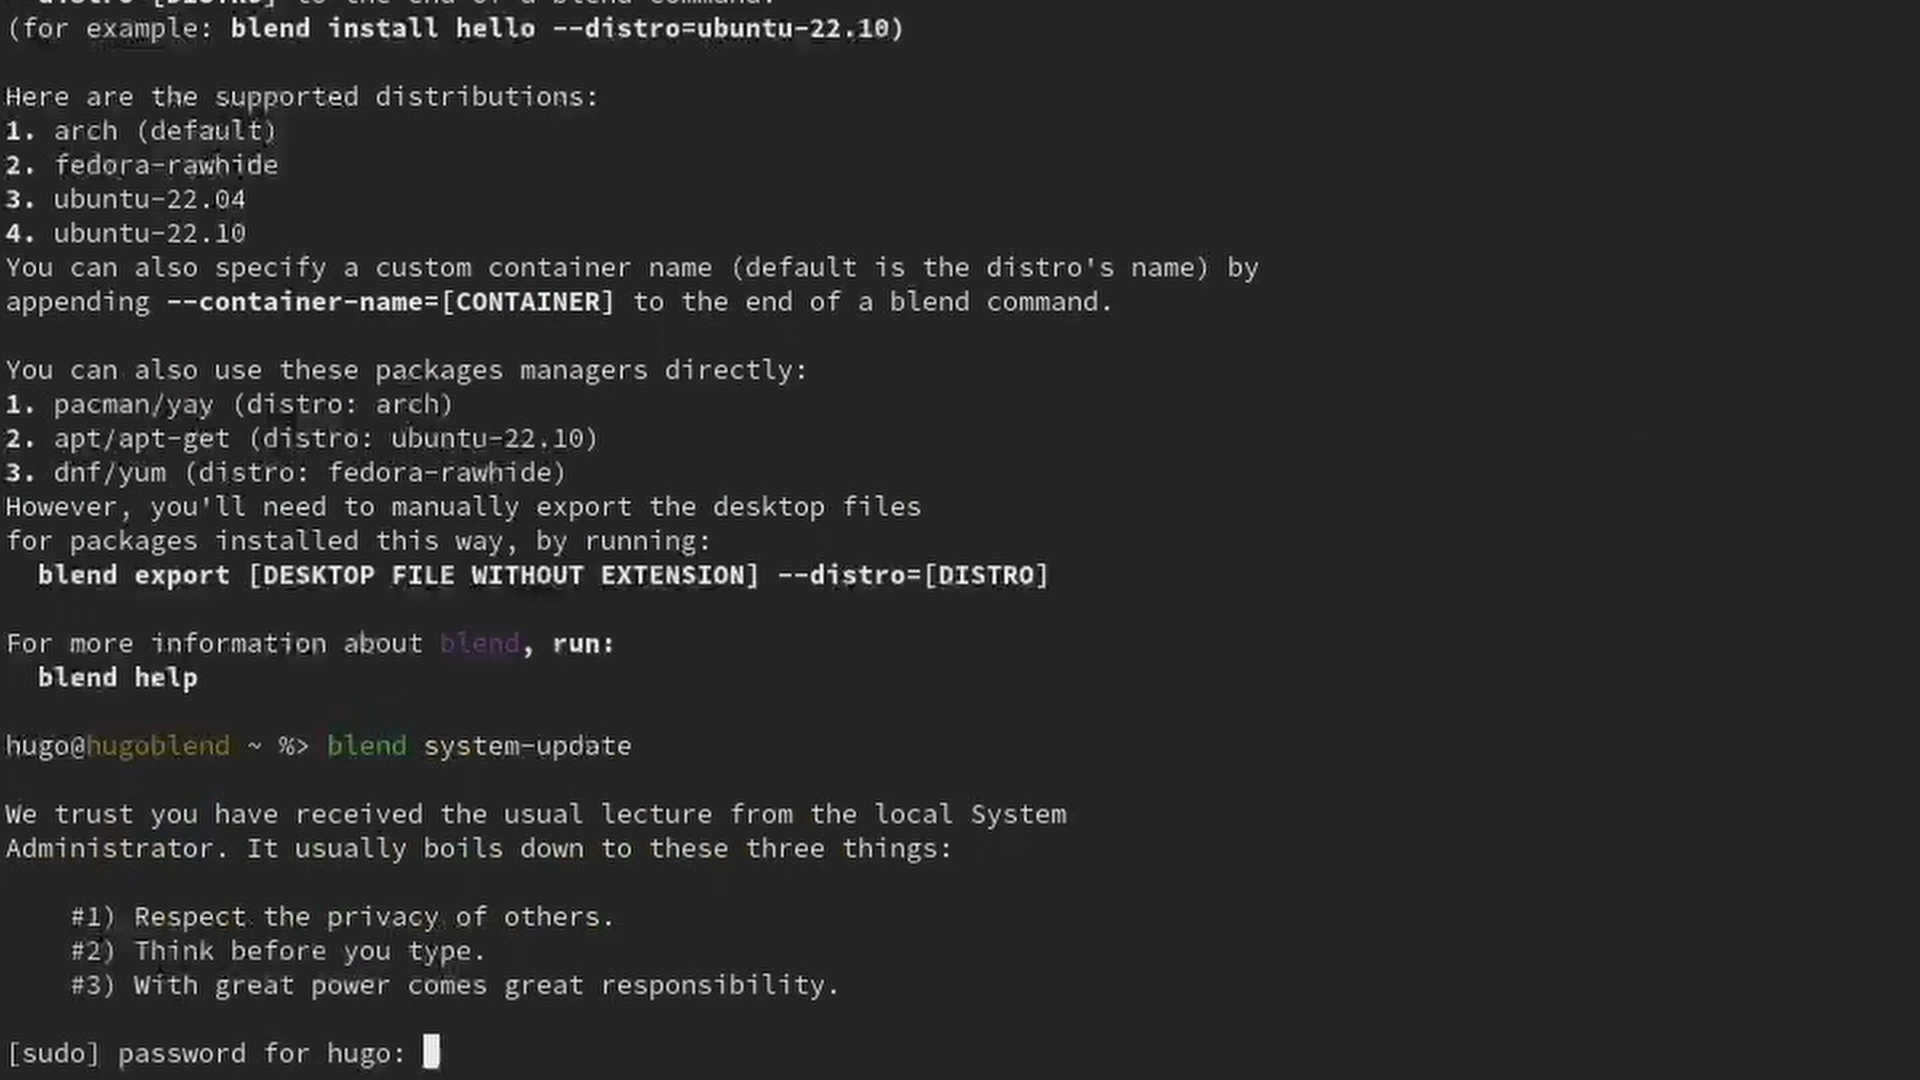 --distro=[DISTRO] to the end of a blend command.
(for example: blend install hello --distro=ubuntu-22.10)
Here are the supported distributions:
1. arch (default)
2. fedora-rawhide
3. ubuntu-22.04
4. ubuntu-22.10
You can also specify a custom container name (default is the distro's name) by
appending --container-name=[CONTAINER] to the end of a blend command.
You can also use these packages managers directly:
1. pacman/yay (distro: arch)
2. apt/apt-get (distro: ubuntu-22.10)
3. dnf/yum (distro: fedora-rawhide)
However, you'll need to manually export the desktop files
for packages installed this way, by running:
blend export [DESKTOP FILE WITHOUT EXTENSION] --distro=[DISTRO]
For more information about blend, run:
blend help
hugo@hugoblend ~ %> blend system-update
We trust you have received the usual lecture from the local System
Administrator. It usually boils down to these three things:
#1) Respect the privacy of others.
#2) Think before you type.
#3) With great power comes great responsibility.
[sudo] password for hugo: